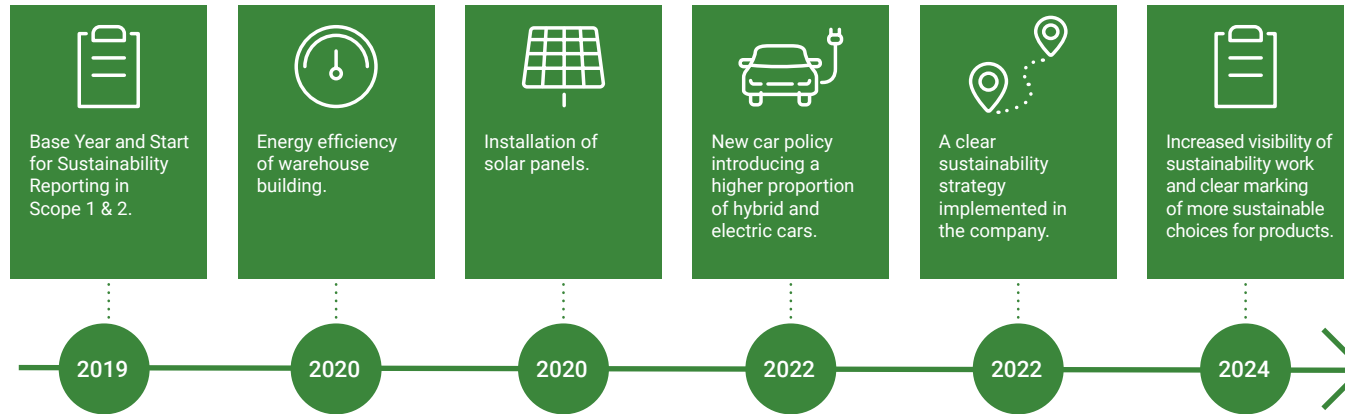 Base Year and Start
for Sustainability
Reporting in
Scope 1 & 2.
Energy efficiency
of warehouse
building.
Installation of
solar panels.
New car policy
introducing a
higher proportion
of hybrid and
electric cars.
A clear
sustainability
strategy
implemented in
the company.
Increased visibility of
sustainability work
and clear marking
of more sustainable
choices for products.
2019
2020
2020
2022
2022
2024